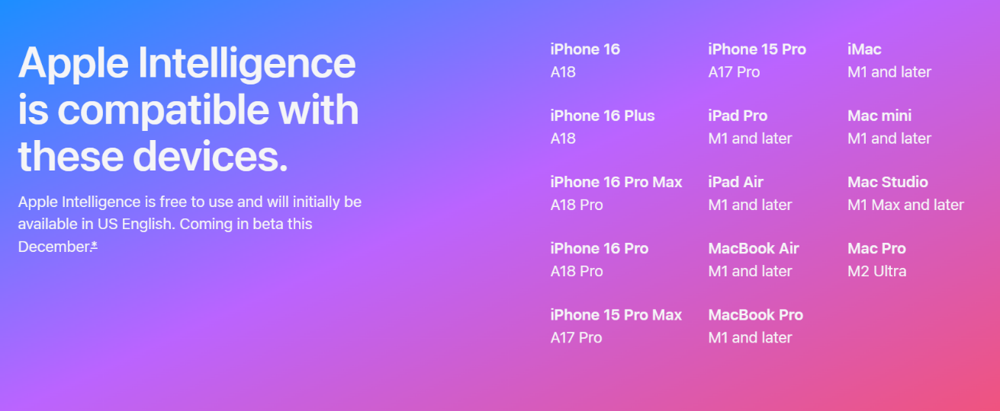 Apple Intelligence
is compatible with
these devices.
Apple Intelligence is free to use and will initially be
available in US English. Coming in beta this
December.*
iPhone 16
A18
iPhone 16 Plus
A18
iPhone 16 Pro Max
A18 Pro
iPhone 16 Pro
A18 Pro
iPhone 15 Pro Max
A17 Pro
iPhone 15 Pro
A17 Pro
iPad Pro
M1 and later
iPad Air
M1 and later
MacBook Air
M1 and later
MacBook Pro
M1 and later
iMac
M1 and later
Mac mini
M1 and later
Mac Studio
M1 Max and later
Mac Pro
M2 Ultra